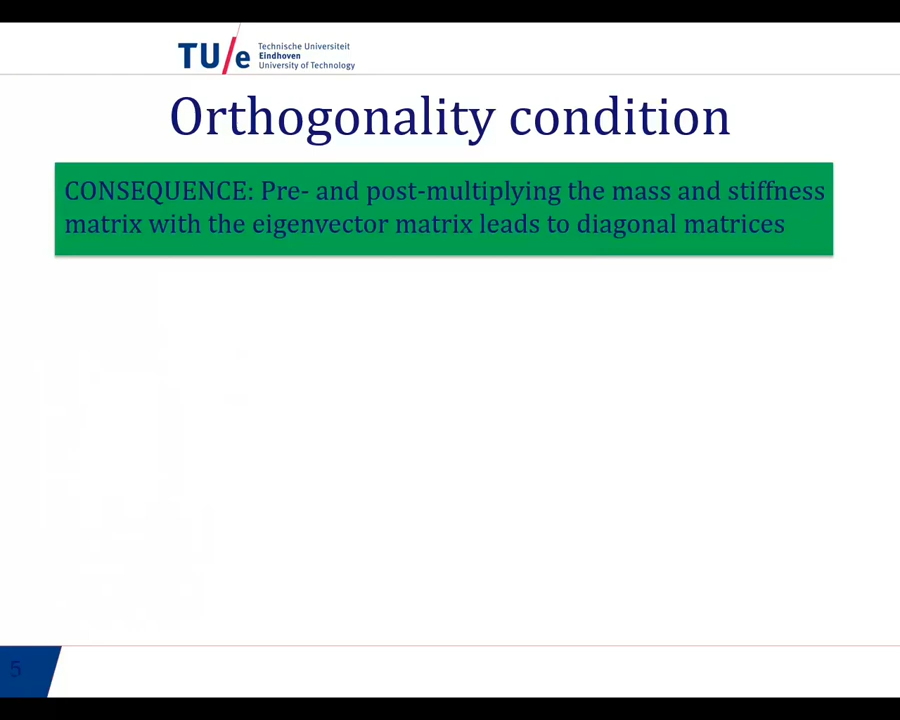 TU/e
Technische Universiteit
Eindhoven
University of Technology
Orthogonality condition
CONSEQUENCE: Pre- and post-multiplying the mass and stiffness
matrix with the eigenvector matrix leads to diagonal matrices
5